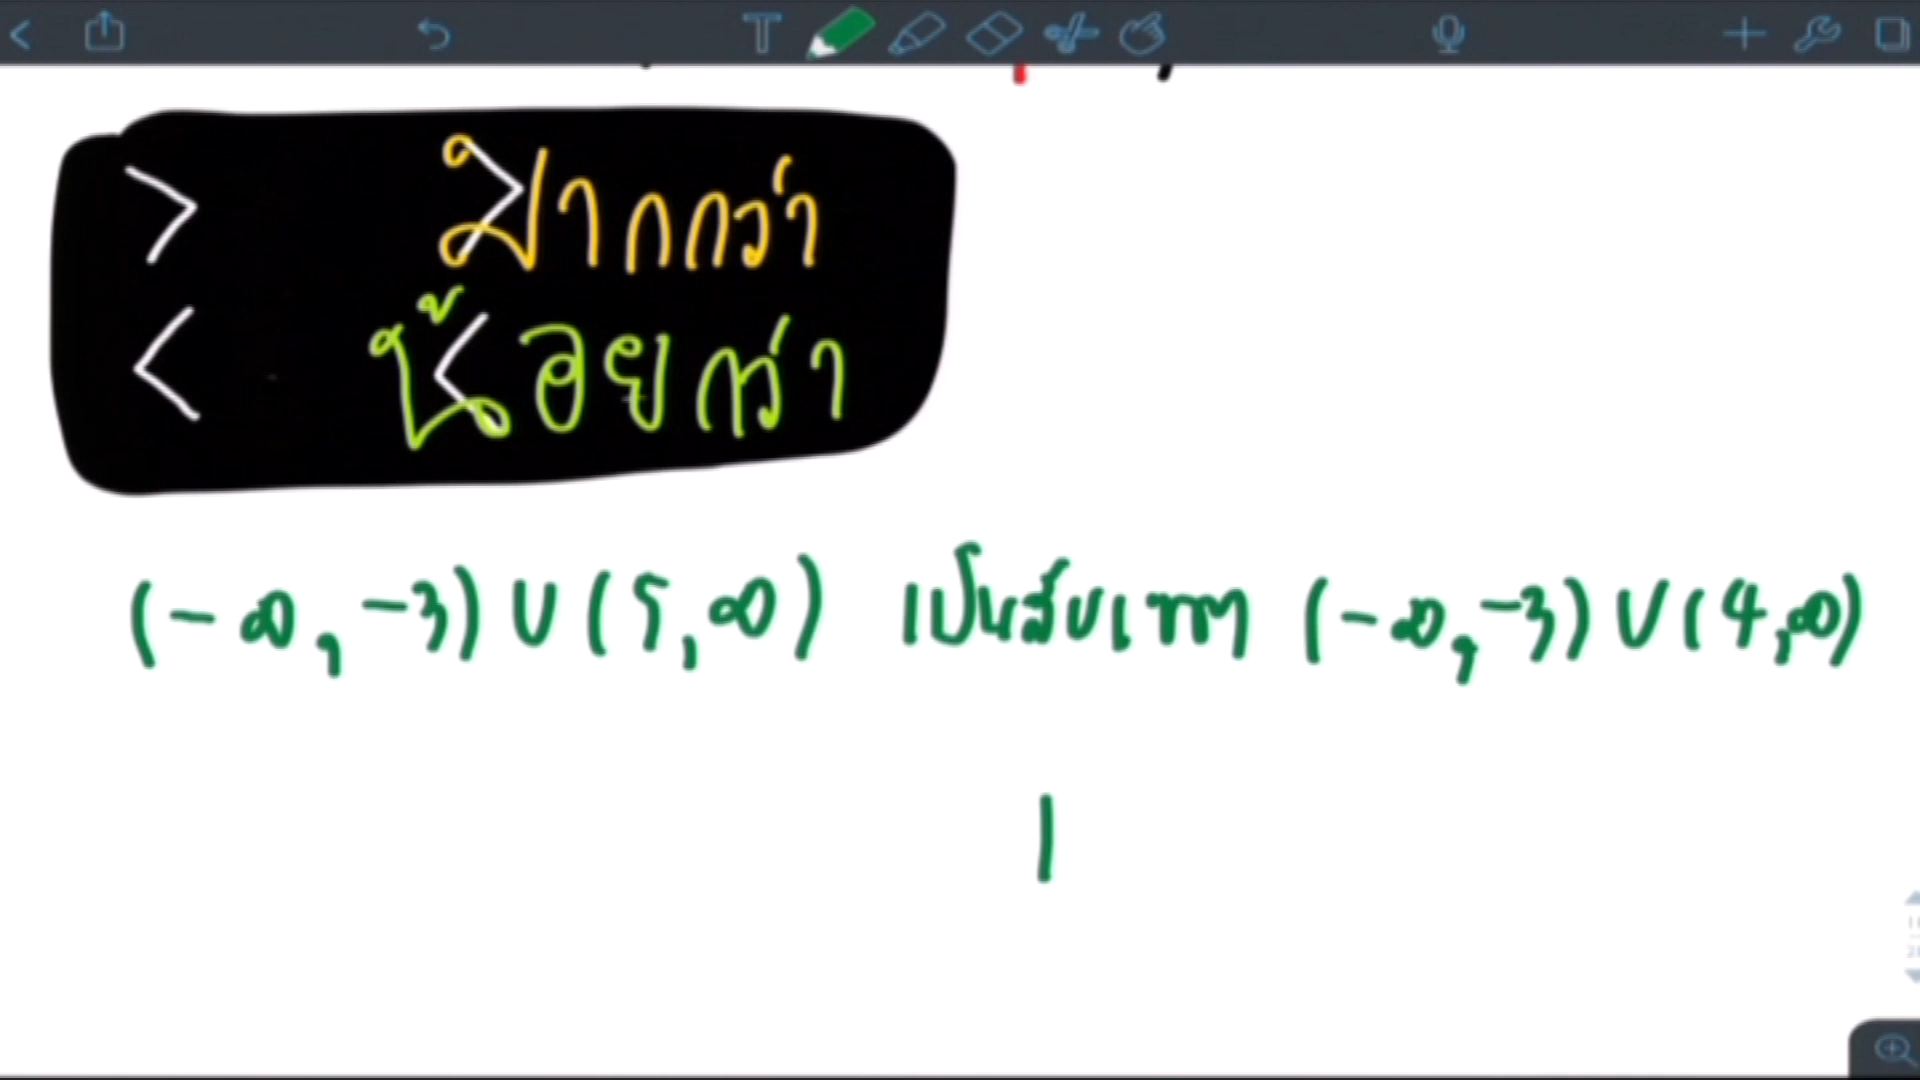 > มากกว่า
< น้อยกว่า
(-∞, -3) ∪ (5, ∞) เป็นสับเซต (-∞, -3) ∪ (4, ∞)
|